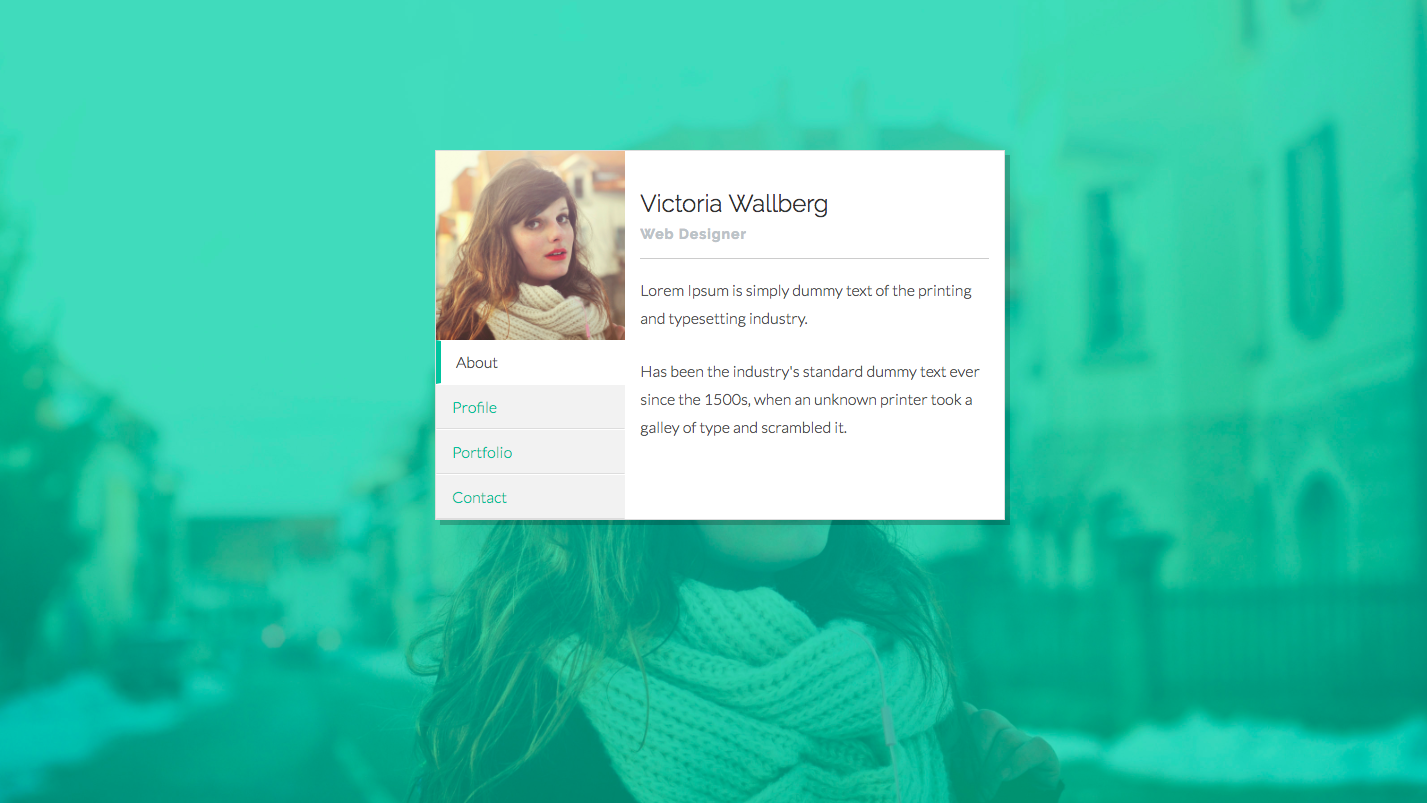 Victoria Wallberg
Web Designer
Lorem Ipsum is simply dummy text of the printing
and typesetting industry.
Has been the industry's standard dummy text ever
since the 1500s, when an unknown printer took a
galley of type and scrambled it.
About
Profile
Portfolio
Contact